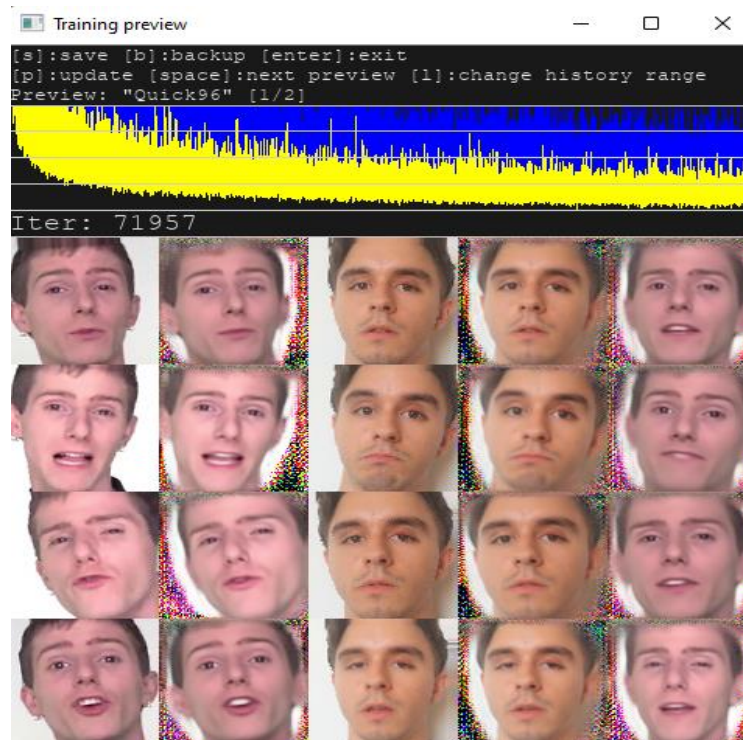 Training preview
[s]:save [b]:backup [enter]:exit
[p]:update [space]:next preview [l]:change history range
Preview: "Quick96" [1/2]
Iter: 71957